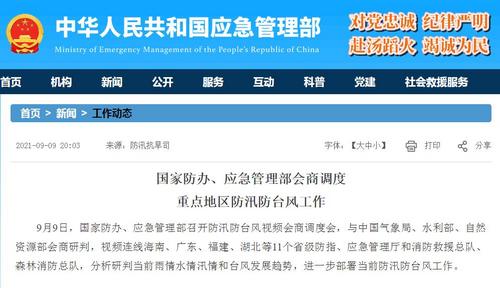 中华人民共和国应急管理部
Ministry of Emergency Management of the People's Republic of China
对党忠诚 纪律严明
赴汤蹈火 竭诚为民
首页 机构 新闻 公开 服务 互动 科普 党建 社会救援服务
首页 > 新闻 > 工作动态
2021-09-09 20:03 来源：防汛抗旱司 字体：【大中小】 打印 分享
国家防办、应急管理部会商调度
重点地区防汛防台风工作
9月9日，国家防办、应急管理部召开防汛防台风视频会商调度会，与中国气象局、水利部、自然
资源部会商研判，视频连线海南、广东、福建、湖北等11个省级防指、应急管理厅和消防救援总队、
森林消防总队，分析研判当前雨情水情汛情和台风发展趋势，进一步部署当前防汛防台风工作。